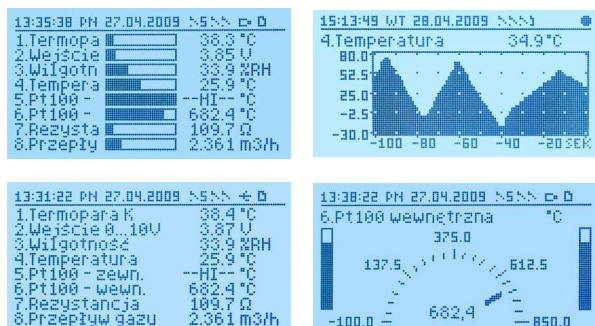 13:35:38 PN 27.04.2009
1.Termopa 38.3 °C
2.Wejście 3.85 V
3.Wilgotn 33.9 %RH
4.Tempera 25.9 °C
5.Pt100 - --HI-- °C
6.Pt100 - 682.4 °C
7.Rezysta 109.7 Ω
8.Przepły 2.361 m3/h
15:13:49 WT 28.04.2009
4.Temperatura 34.9°C
80.0
52.5
25.0
-2.5
-30.0
-100 -80 -60 -40 -20 SEK
13:31:22 PN 27.04.2009
1.Termopara K 38.4 °C
2.Wejście 0...10V 3.87 V
3.Wilgotność 33.9 %RH
4.Temperatura 25.9 °C
5.Pt100 - zewn. --HI-- °C
6.Pt100 - wewn. 682.4 °C
7.Rezystancja 109.7 Ω
8.Przepływ gazu 2.361 m3/h
13:38:22 PN 27.04.2009
6.Pt100 wewnętrzna °C
375.0
137.5 612.5
682,4
-100.0 850.0